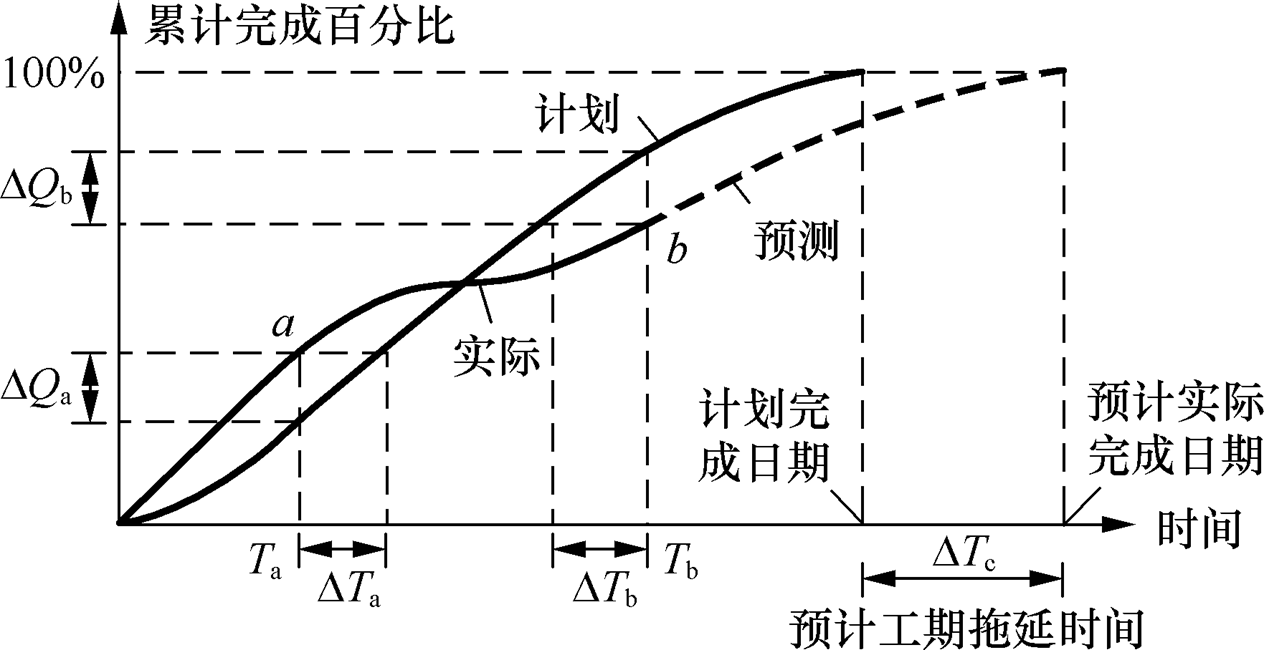 累计完成百分比
100%
计划
ΔQb
b
预测
a
实际
ΔQa
计划完
成日期
预计实际
完成日期
时间
Ta
ΔTa
ΔTb
Tb
ΔTc
预计工期拖延时间